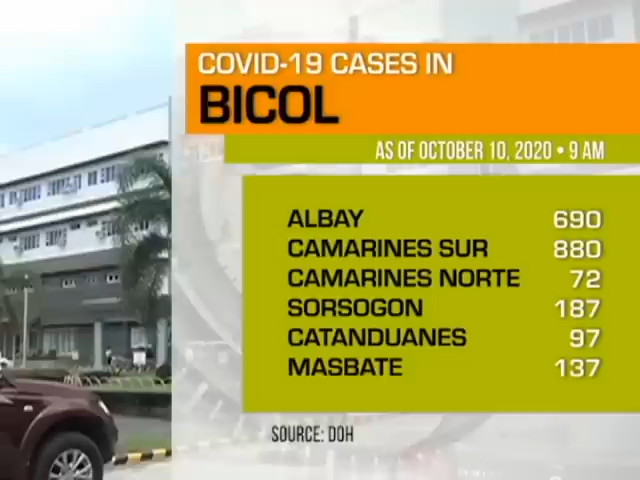 COVID-19 CASES IN
BICOL
AS OF OCTOBER 10, 2020 • 9 AM
ALBAY 690
CAMARINES SUR 880
CAMARINES NORTE 72
SORSOGON 187
CATANDUANES 97
MASBATE 137
SOURCE: DOH